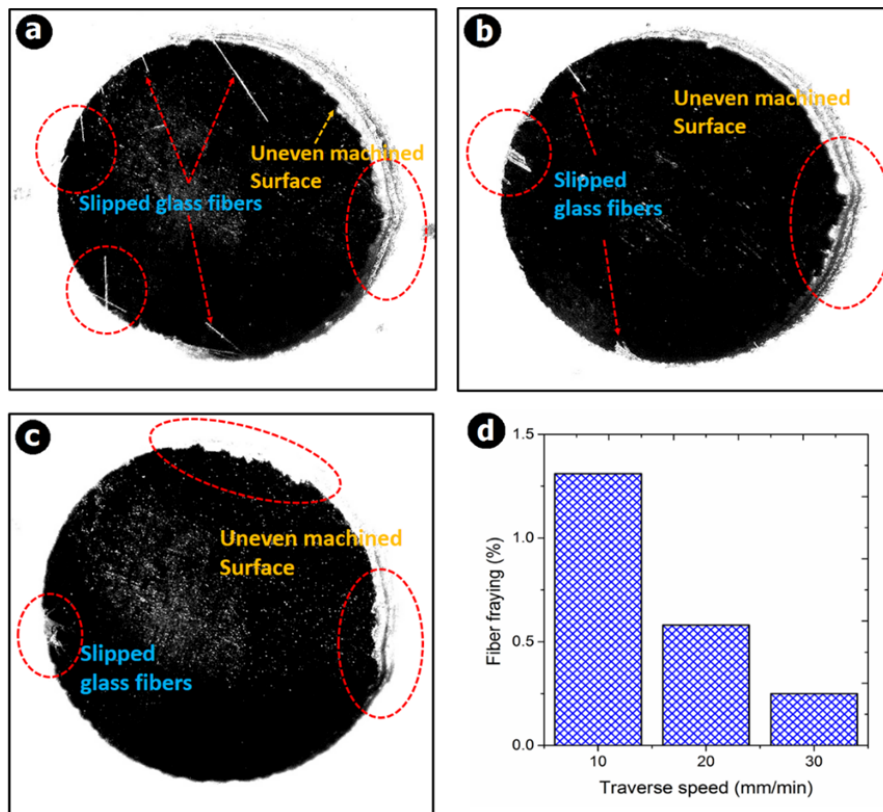 a
Uneven machined
Surface
Slipped glass fibers
b
Uneven machined
Surface
Slipped
glass fibers
c
Uneven machined
Surface
Slipped
glass fibers
d
1.5
1.0
0.5
0.0
Fiber fraying (%)
10 20 30
Traverse speed (mm/min)